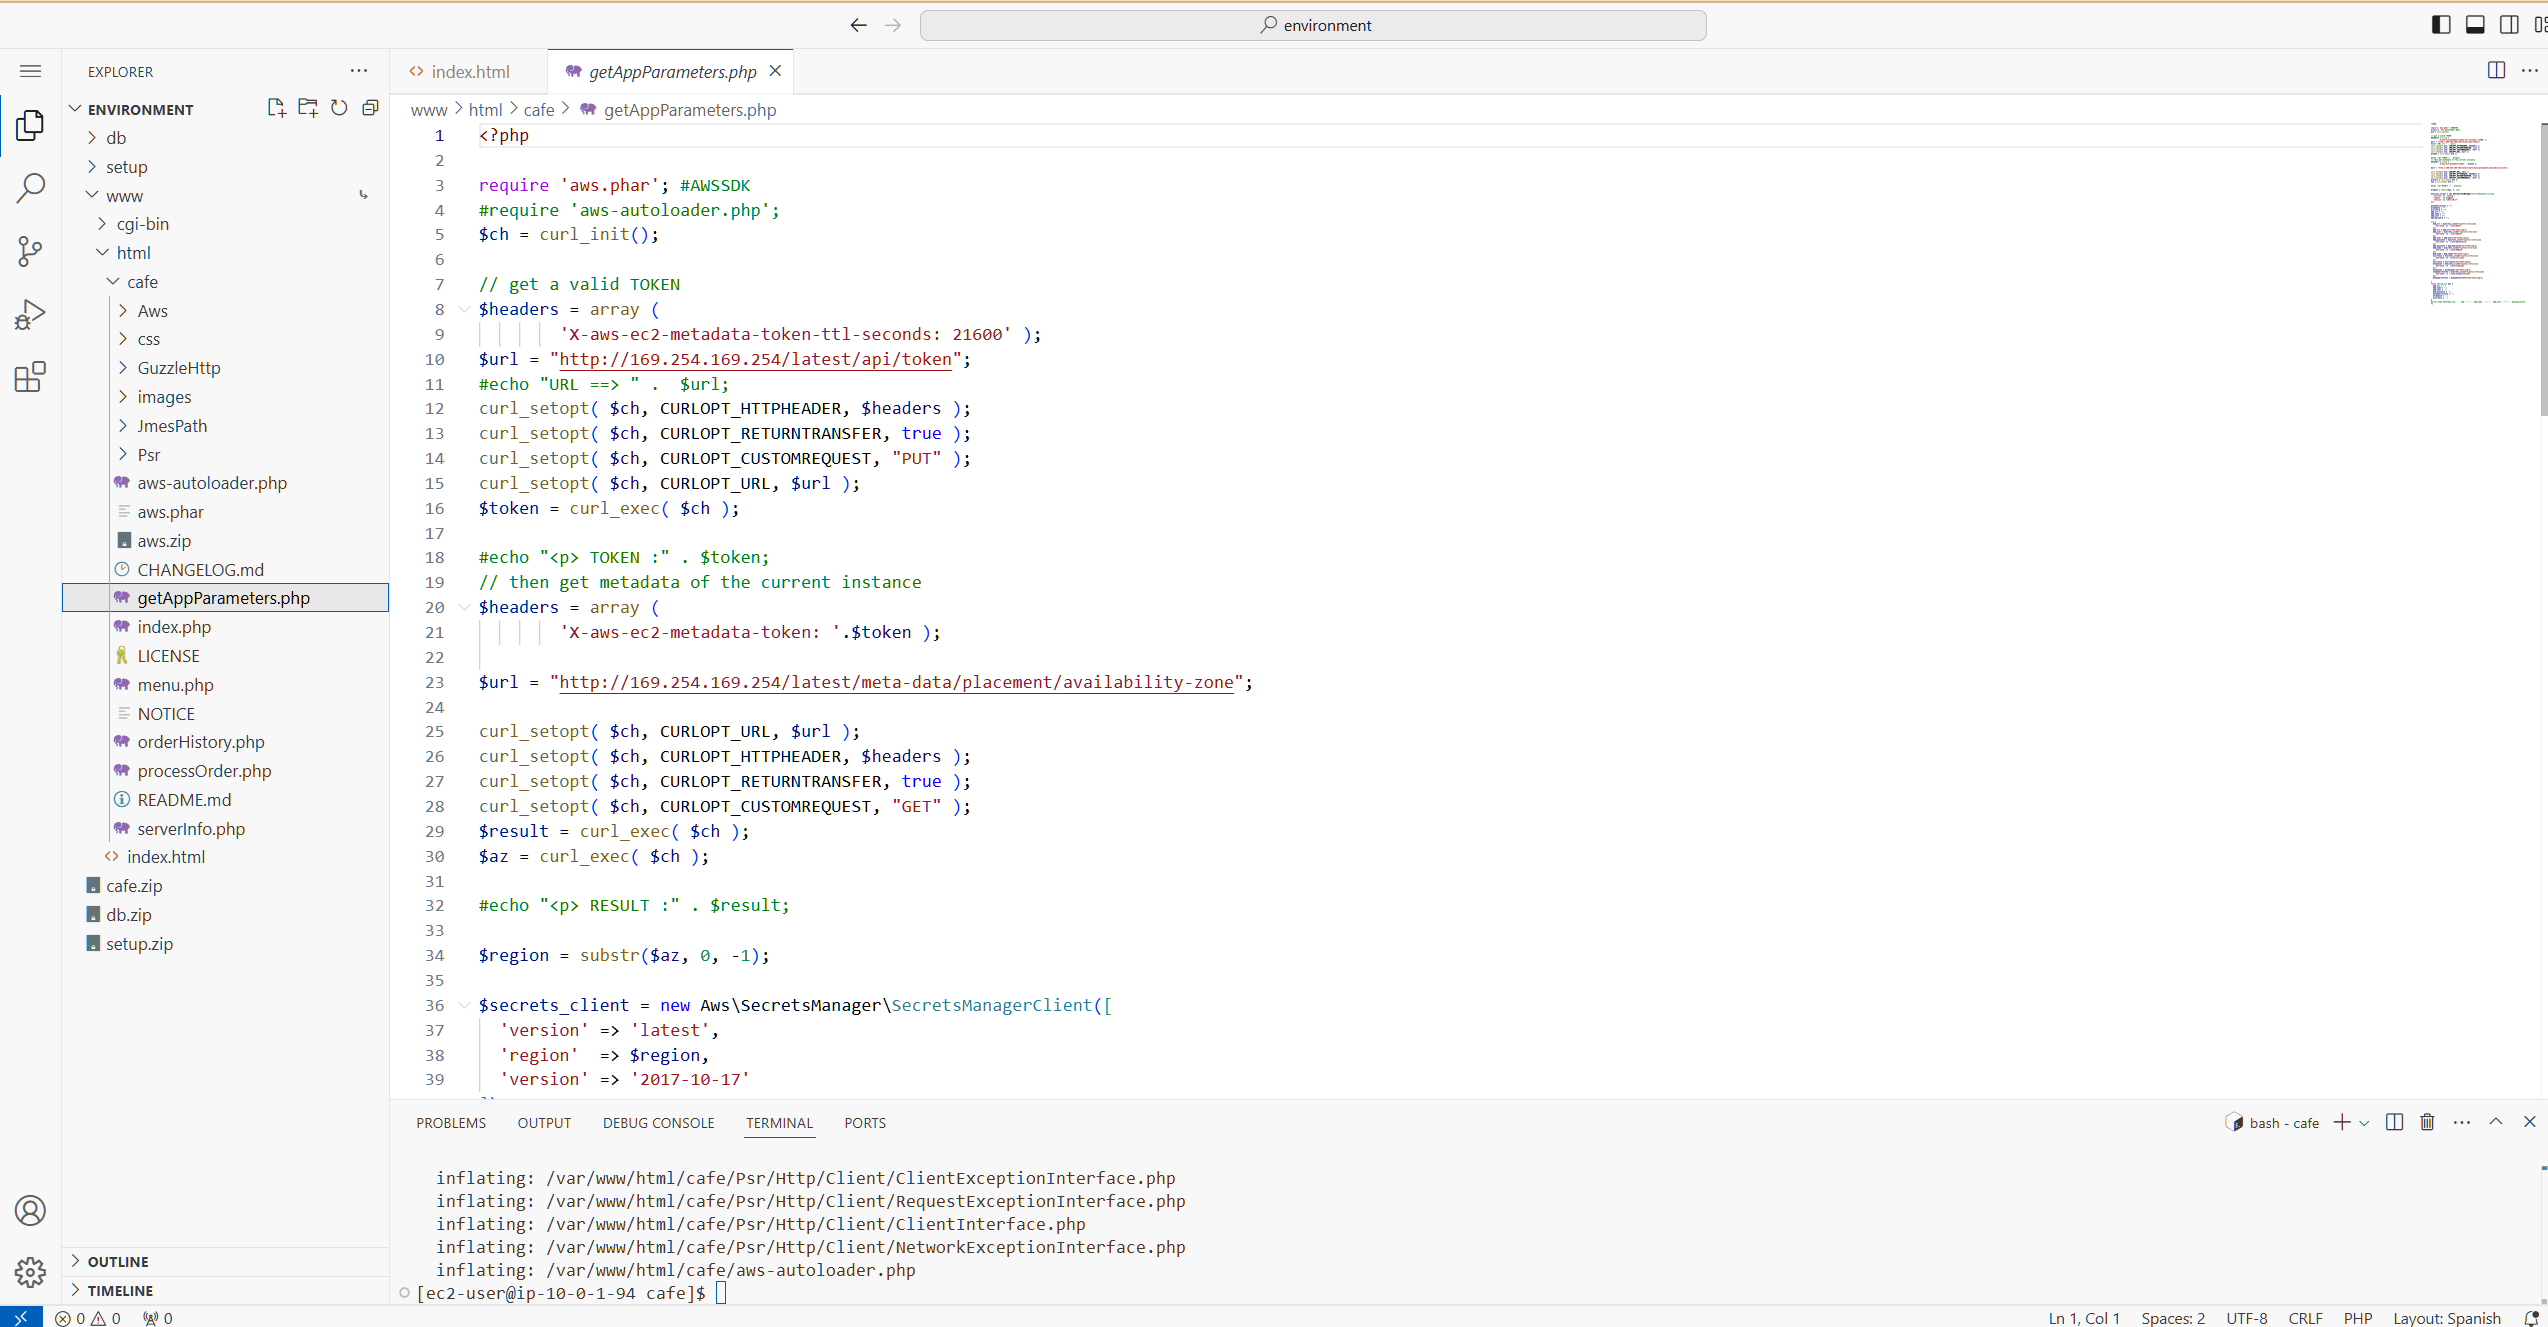 environment
EXPLORER
ENVIRONMENT
db
setup
www
cgi-bin
html
cafe
Aws
css
GuzzleHttp
images
JmesPath
Psr
aws-autoloader.php
aws.phar
aws.zip
CHANGELOG.md
getAppParameters.php
index.php
LICENSE
menu.php
NOTICE
orderHistory.php
processOrder.php
README.md
serverInfo.php
index.html
cafe.zip
db.zip
setup.zip
OUTLINE
TIMELINE
index.html
getAppParameters.php
www > html > cafe > getAppParameters.php
1 <?php
2
3 require 'aws.phar'; #AWSSDK
4 #require 'aws-autoloader.php';
5 $ch = curl_init();
6
7 // get a valid TOKEN
8 $headers = array (
9 'X-aws-ec2-metadata-token-ttl-seconds: 21600' );
10 $url = "http://169.254.169.254/latest/api/token";
11 #echo "URL ==> " .  $url;
12 curl_setopt( $ch, CURLOPT_HTTPHEADER, $headers );
13 curl_setopt( $ch, CURLOPT_RETURNTRANSFER, true );
14 curl_setopt( $ch, CURLOPT_CUSTOMREQUEST, "PUT" );
15 curl_setopt( $ch, CURLOPT_URL, $url );
16 $token = curl_exec( $ch );
17
18 #echo "<p> TOKEN :" . $token;
19 // then get metadata of the current instance
20 $headers = array (
21 'X-aws-ec2-metadata-token: '.$token );
22
23 $url = "http://169.254.169.254/latest/meta-data/placement/availability-zone";
24
25 curl_setopt( $ch, CURLOPT_URL, $url );
26 curl_setopt( $ch, CURLOPT_HTTPHEADER, $headers );
27 curl_setopt( $ch, CURLOPT_RETURNTRANSFER, true );
28 curl_setopt( $ch, CURLOPT_CUSTOMREQUEST, "GET" );
29 $result = curl_exec( $ch );
30 $az = curl_exec( $ch );
31
32 #echo "<p> RESULT :" . $result;
33
34 $region = substr($az, 0, -1);
35
36 $secrets_client = new Aws\SecretsManager\SecretsManagerClient([
37 'version' => 'latest',
38 'region'  => $region,
39 'version' => '2017-10-17'
PROBLEMS OUTPUT DEBUG CONSOLE TERMINAL PORTS
bash - cafe
inflating: /var/www/html/cafe/Psr/Http/Client/ClientExceptionInterface.php
inflating: /var/www/html/cafe/Psr/Http/Client/RequestExceptionInterface.php
inflating: /var/www/html/cafe/Psr/Http/Client/ClientInterface.php
inflating: /var/www/html/cafe/Psr/Http/Client/NetworkExceptionInterface.php
inflating: /var/www/html/cafe/aws-autoloader.php
[ec2-user@ip-10-0-1-94 cafe]$
0 0 0
Ln 1, Col 1 Spaces: 2 UTF-8 CRLF PHP Layout: Spanish